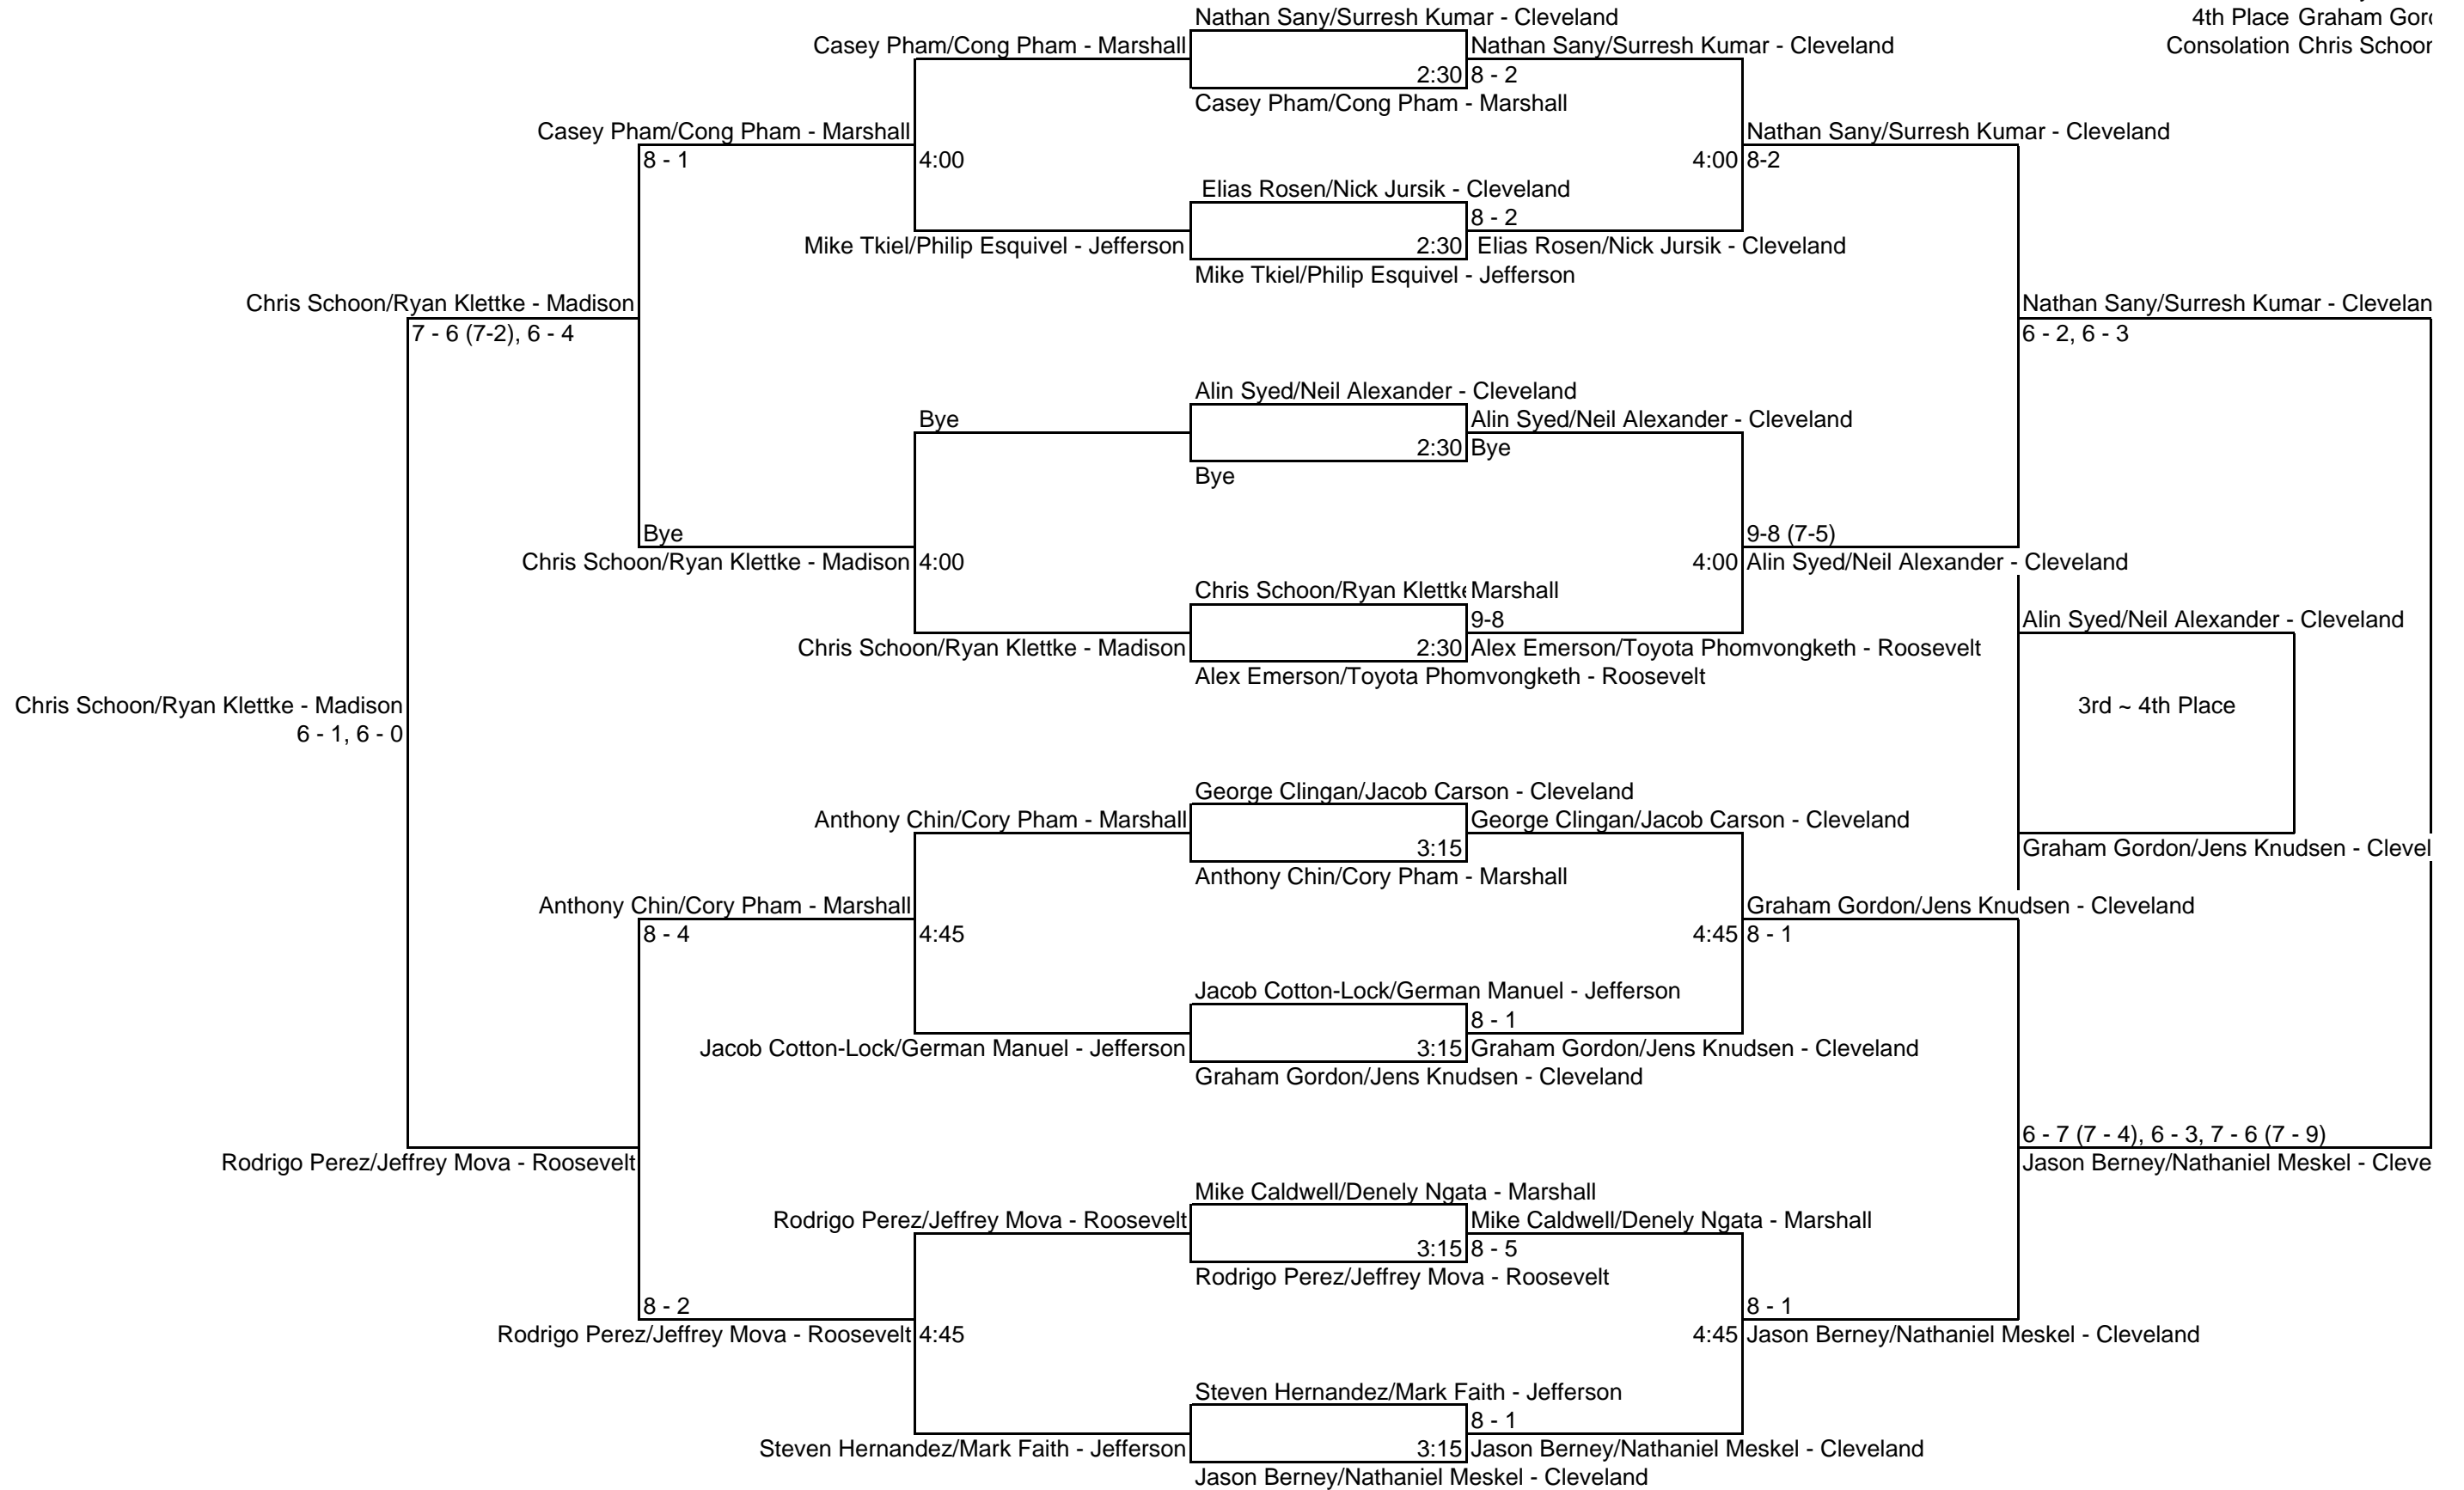 Nathan Sany/Surresh Kumar - Cleveland
4th Place Graham Gor
Casey Pham/Cong Pham - Marshall
Nathan Sany/Surresh Kumar - Cleveland
Consolation Chris Schoor
2:30 8 - 2
Casey Pham/Cong Pham - Marshall
Casey Pham/Cong Pham - Marshall
Nathan Sany/Surresh Kumar - Cleveland
8 - 1
4:00
4:00 8-2
Elias Rosen/Nick Jursik - Cleveland
8 - 2
Mike Tkiel/Philip Esquivel - Jefferson
2:30 Elias Rosen/Nick Jursik - Cleveland
Mike Tkiel/Philip Esquivel - Jefferson
Chris Schoon/Ryan Klettke - Madison
Nathan Sany/Surresh Kumar - Clevelan
7 - 6 (7-2), 6 - 4
6 - 2, 6 - 3
Alin Syed/Neil Alexander - Cleveland
Bye
Alin Syed/Neil Alexander - Cleveland
2:30 Bye
Bye
Bye
9-8 (7-5)
Chris Schoon/Ryan Klettke - Madison
4:00
4:00 Alin Syed/Neil Alexander - Cleveland
Chris Schoon/Ryan Klettk Marshall
9-8
Alin Syed/Neil Alexander - Cleveland
Chris Schoon/Ryan Klettke - Madison
2:30 Alex Emerson/Toyota Phomvongketh - Roosevelt
Alex Emerson/Toyota Phomvongketh - Roosevelt
Chris Schoon/Ryan Klettke - Madison
3rd ~ 4th Place
6 - 1, 6 - 0
George Clingan/Jacob Carson - Cleveland
Anthony Chin/Cory Pham - Marshall
George Clingan/Jacob Carson - Cleveland
3:15
Graham Gordon/Jens Knudsen - Clevel
Anthony Chin/Cory Pham - Marshall
Anthony Chin/Cory Pham - Marshall
Graham Gordon/Jens Knudsen - Cleveland
8 - 4
4:45
4:45 8 - 1
Jacob Cotton-Lock/German Manuel - Jefferson
8 - 1
Jacob Cotton-Lock/German Manuel - Jefferson
3:15 Graham Gordon/Jens Knudsen - Cleveland
Graham Gordon/Jens Knudsen - Cleveland
6 - 7 (7 - 4), 6 - 3, 7 - 6 (7 - 9)
Rodrigo Perez/Jeffrey Mova - Roosevelt
Jason Berney/Nathaniel Meskel - Cleve
Mike Caldwell/Denely Ngata - Marshall
Rodrigo Perez/Jeffrey Mova - Roosevelt
Mike Caldwell/Denely Ngata - Marshall
3:15 8 - 5
Rodrigo Perez/Jeffrey Mova - Roosevelt
8 - 2
8 - 1
Rodrigo Perez/Jeffrey Mova - Roosevelt
4:45
4:45 Jason Berney/Nathaniel Meskel - Cleveland
Steven Hernandez/Mark Faith - Jefferson
8 - 1
Steven Hernandez/Mark Faith - Jefferson
3:15 Jason Berney/Nathaniel Meskel - Cleveland
Jason Berney/Nathaniel Meskel - Cleveland